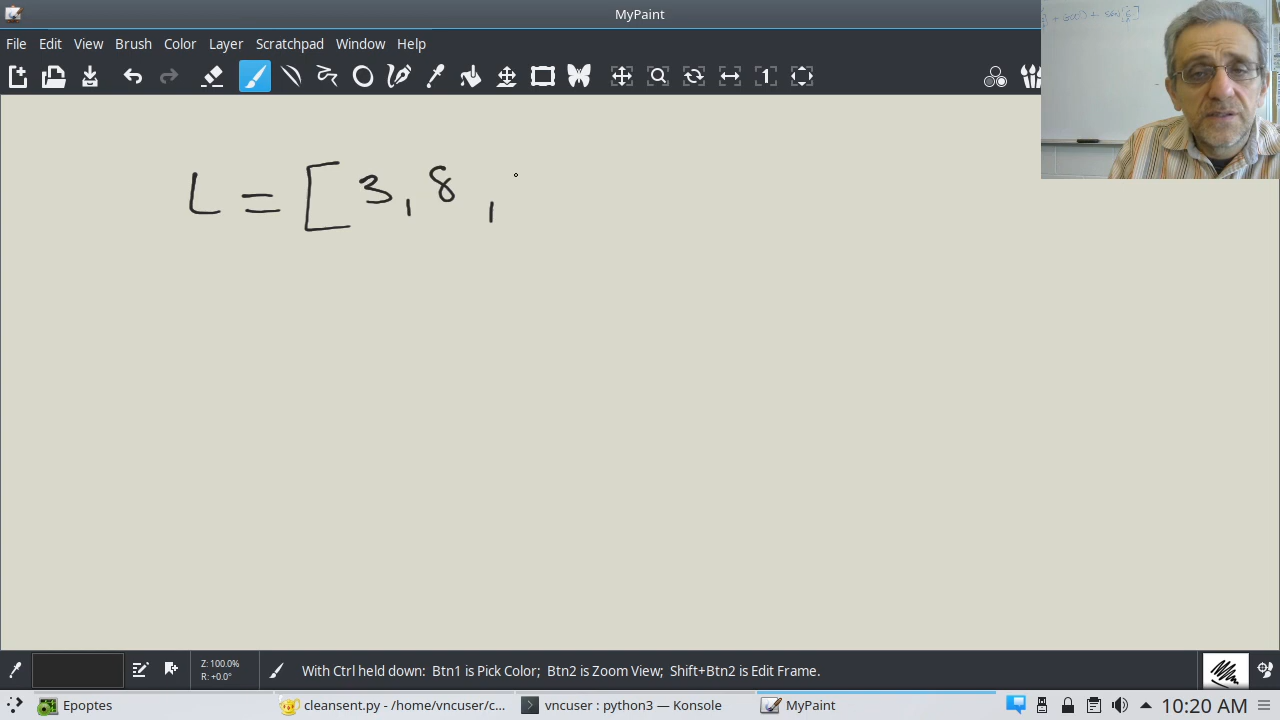 MyPaint
File Edit View Brush Color Layer Scratchpad Window Help
L = [ 3 , 8 ,
Z: 100.0%
R: +0.0°
With Ctrl held down: Btn1 is Pick Color; Btn2 is Zoom View; Shift+Btn2 is Edit Frame.
Epoptes cleansent.py - /home/vncuser/c... vncuser : python3 — Konsole MyPaint 10:20 AM